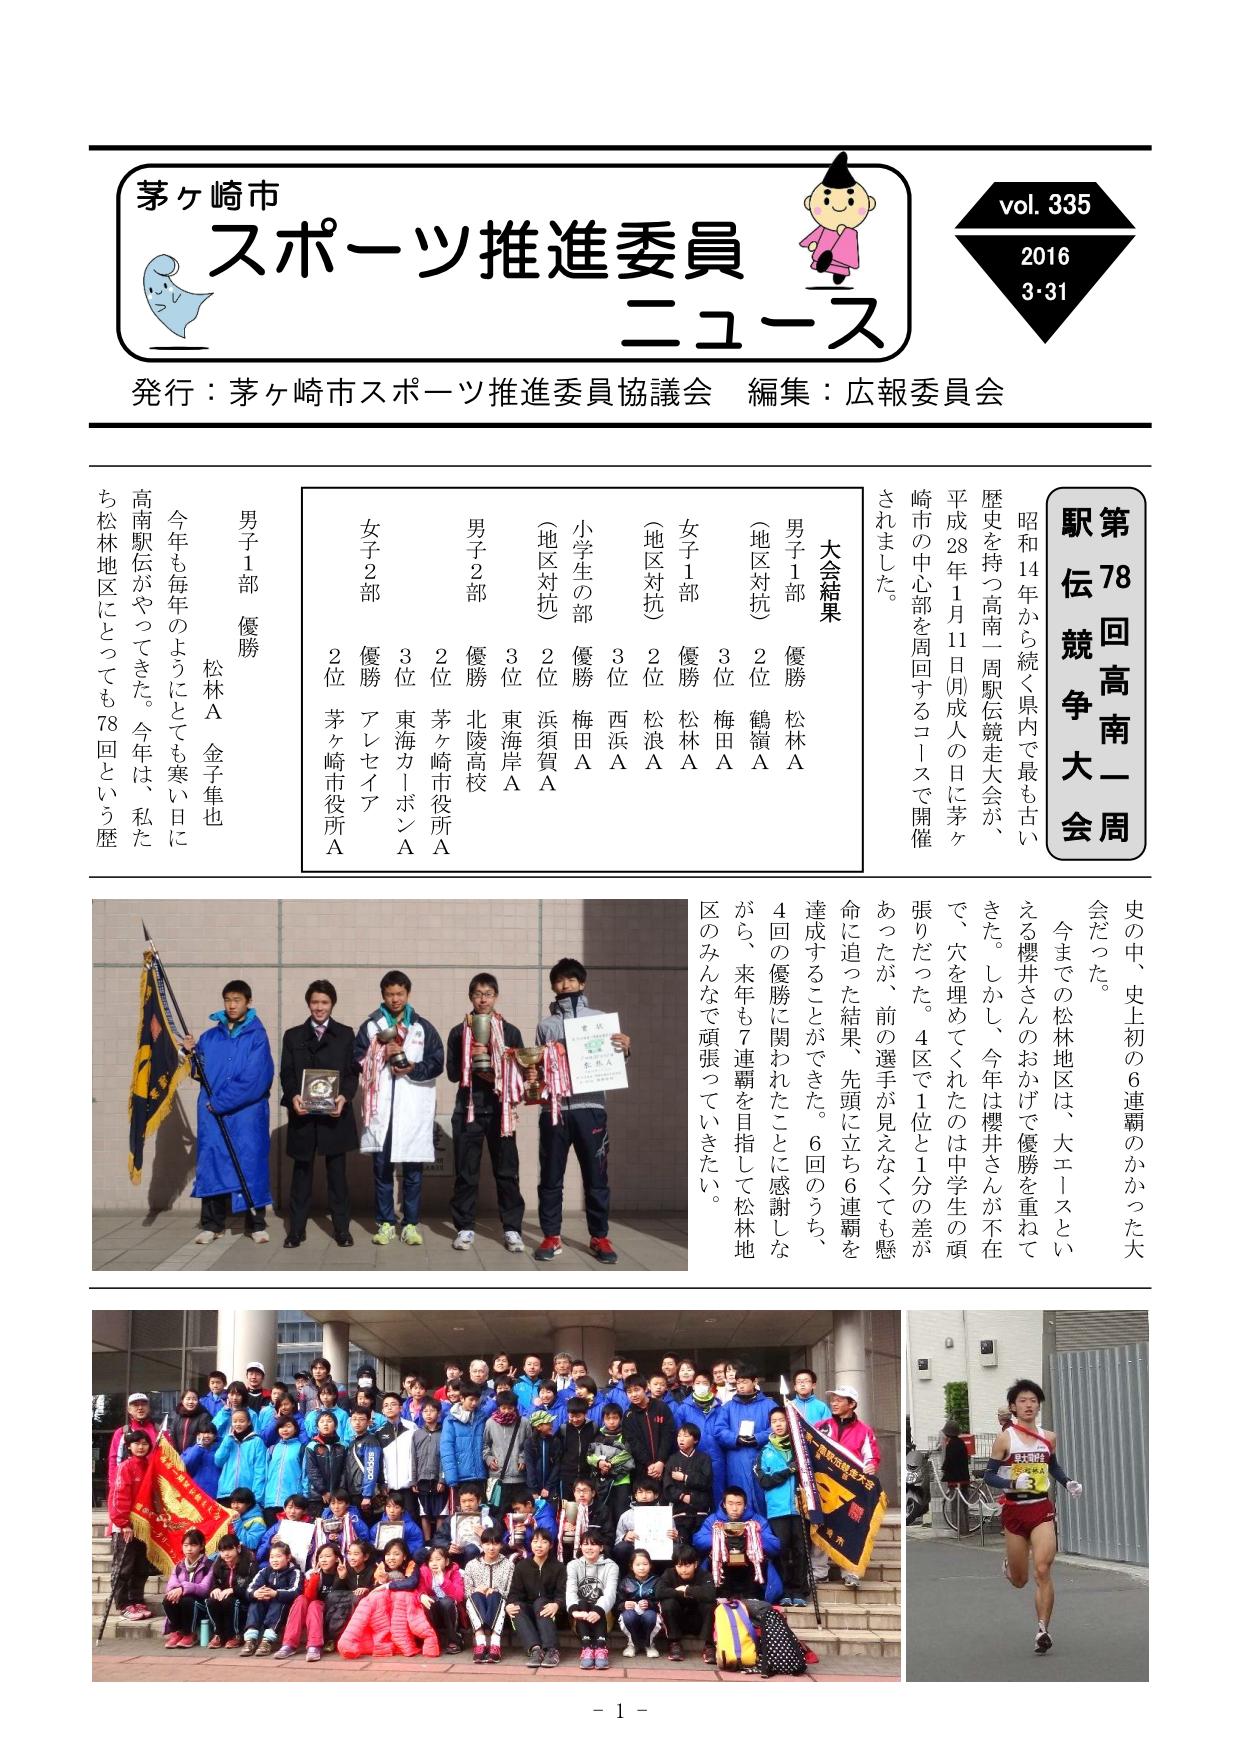 茅ヶ崎市
スポーツ推進委員
ニュース
vol. 335
2016
3・31
発行：茅ヶ崎市スポーツ推進委員協議会　編集：広報委員会
第78回高南一周
駅伝競争大会
昭和14年から続く県内で最も古い
歴史を持つ高南一周駅伝競走大会が、
平成28年1月11日㈪成人の日に茅ヶ
崎市の中心部を周回するコースで開催
されました。
大会結果
男子1部　優勝　松林A
（地区対抗）　2位　鶴嶺A
3位　梅田A
女子1部　優勝　松林A
（地区対抗）　2位　松浪A
3位　西浜A
小学生の部　優勝　梅田A
（地区対抗）　2位　浜須賀A
3位　東海岸A
男子2部　優勝　北陵高校
2位　茅ヶ崎市役所A
3位　東海カーボンA
女子2部　優勝　アレセイア
2位　茅ヶ崎市役所A
男子1部　優勝
松林A　金子隼也
今年も毎年のようにとても寒い日に
高南駅伝がやってきた。今年は、私た
ち松林地区にとっても78回という歴
史の中、史上初の6連覇のかかった大
会だった。
今までの松林地区は、大エースとい
える櫻井さんのおかげで優勝を重ねて
きた。しかし、今年は櫻井さんが不在
で、穴を埋めてくれたのは中学生の頑
張りだった。4区で1位と1分の差が
あったが、前の選手が見えなくても懸
命に追った結果、先頭に立ち6連覇を
達成することができた。6回のうち、
4回の優勝に関われたことに感謝しな
がら、来年も7連覇を目指して松林地
区のみんなで頑張っていきたい。
賞状
adidas
- 1 -